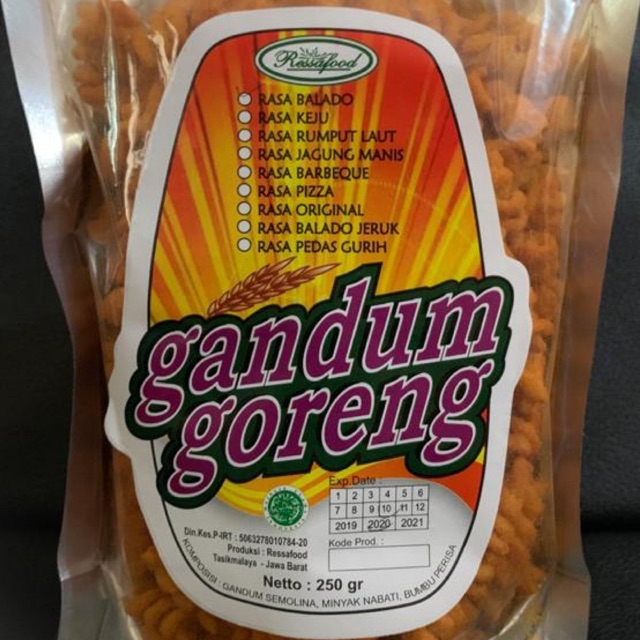 Ressafood
RASA BALADO
RASA KEJU
RASA RUMPUT LAUT
RASA JAGUNG MANIS
RASA BARBEQUE
RASA PIZZA
RASA ORIGINAL
RASA BALADO JERUK
RASA PEDAS GURIH
gandum
goreng
Exp.Date :
1 2 3 4 5 6
7 8 9 10 11 12
2019 2020 2021
Kode Prod. :
Din.Kes.P-IRT : 5063278010784-20
Produksi : Ressafood
Tasikmalaya - Jawa Barat
Netto : 250 gr
KOMPOSISI : GANDUM SEMOLINA, MINYAK NABATI, BUMBU PERISA